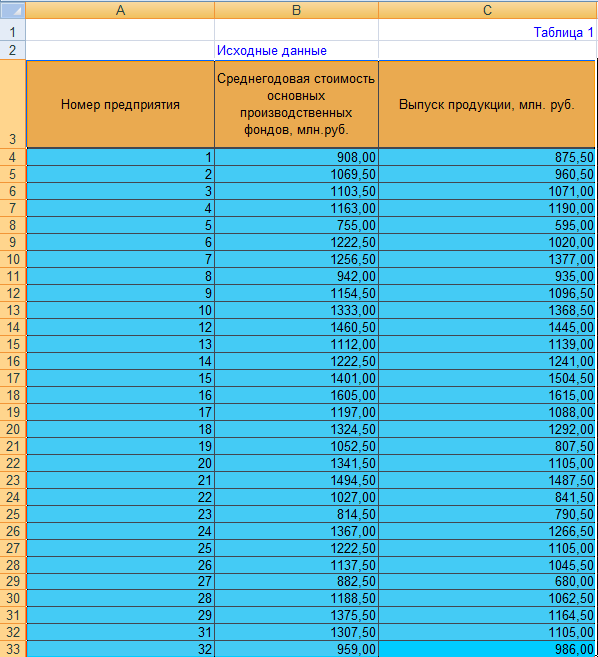 A B C
1 Таблица 1
2 Исходные данные
3 Номер предприятия Среднегодовая стоимость основных производственных фондов, млн.руб. Выпуск продукции, млн. руб.
4 1 908,00 875,50
5 2 1069,50 960,50
6 3 1103,50 1071,00
7 4 1163,00 1190,00
8 5 755,00 595,00
9 6 1222,50 1020,00
10 7 1256,50 1377,00
11 8 942,00 935,00
12 9 1154,50 1096,50
13 10 1333,00 1368,50
14 12 1460,50 1445,00
15 13 1112,00 1139,00
16 14 1222,50 1241,00
17 15 1401,00 1504,50
18 16 1605,00 1615,00
19 17 1197,00 1088,00
20 18 1324,50 1292,00
21 19 1052,50 807,50
22 20 1341,50 1105,00
23 21 1494,50 1487,50
24 22 1027,00 841,50
25 23 814,50 790,50
26 24 1367,00 1266,50
27 25 1222,50 1105,00
28 26 1137,50 1045,50
29 27 882,50 680,00
30 28 1188,50 1062,50
31 29 1375,50 1164,50
32 31 1307,50 1105,00
33 32 959,00 986,00